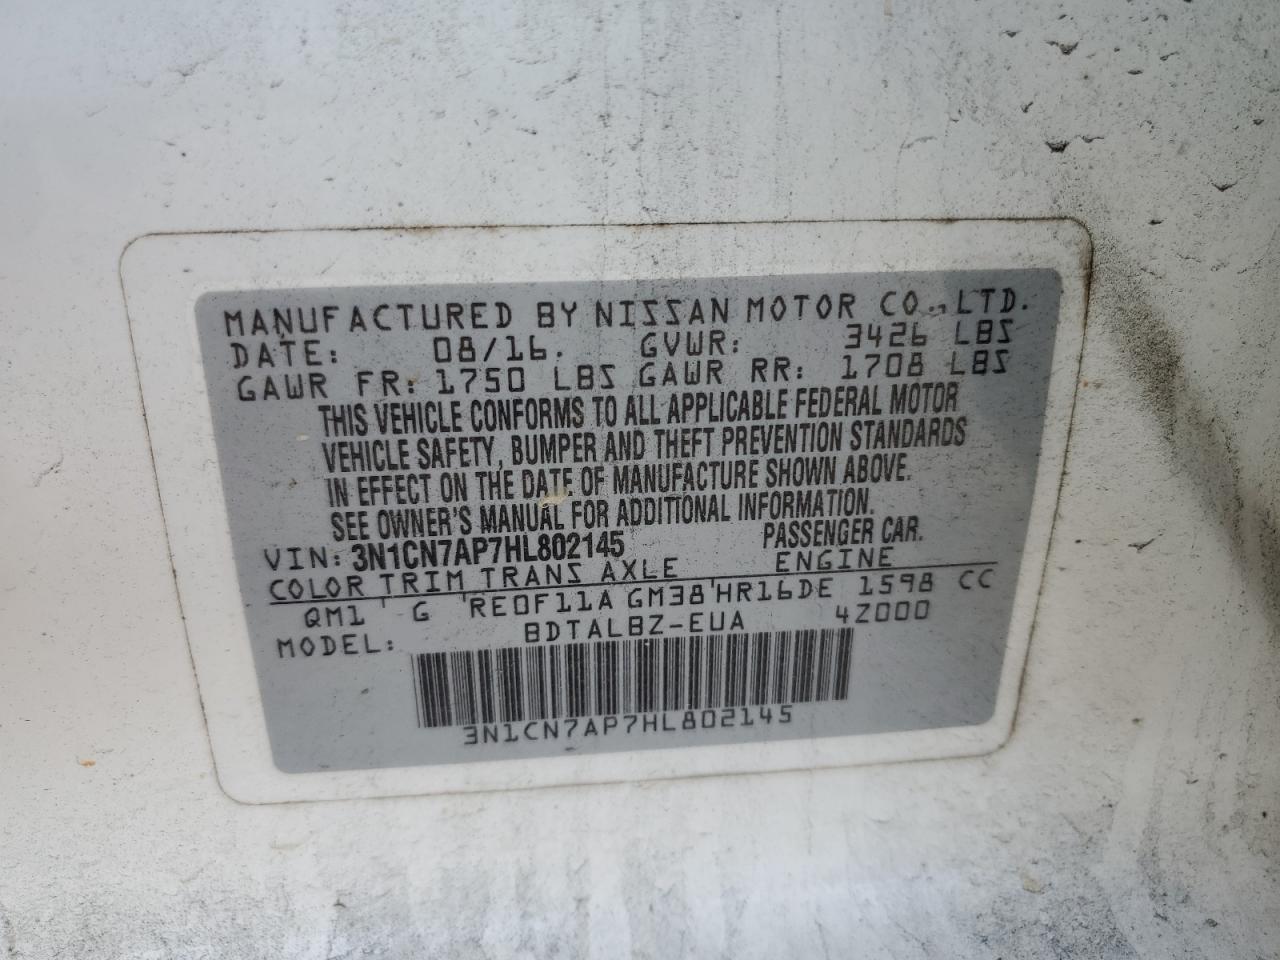 MANUFACTURED BY NISSAN MOTOR CO., LTD.
DATE: 08/16. GVWR: 3426 LBS
GAWR FR: 1750 LBS GAWR RR: 1708 LBS
THIS VEHICLE CONFORMS TO ALL APPLICABLE FEDERAL MOTOR
VEHICLE SAFETY, BUMPER AND THEFT PREVENTION STANDARDS
IN EFFECT ON THE DATE OF MANUFACTURE SHOWN ABOVE.
SEE OWNER'S MANUAL FOR ADDITIONAL INFORMATION.
VIN: 3N1CN7AP7HL802145 PASSENGER CAR.
COLOR TRIM TRANS AXLE ENGINE
QM1 G RE0F11A GM38 HR16DE 1598 CC
MODEL: BDTALBZ-EUA 4Z000
3N1CN7AP7HL802145